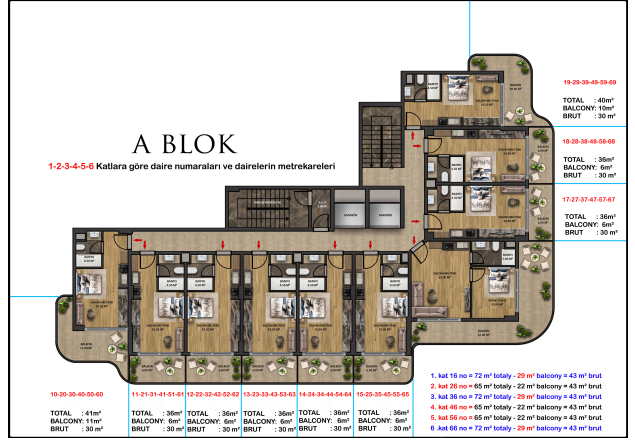 A BLOK
1-2-3-4-5-6 Katlara göre daire numaraları ve dairelerin metrekareleri
19-29-39-49-59-69
TOTAL : 40m²
BALCONY: 10m²
BRUT : 30 m²
18-28-38-48-58-68
TOTAL : 36m²
BALCONY: 6m²
BRUT : 30 m²
17-27-37-47-57-67
TOTAL : 36m²
BALCONY: 6m²
BRUT : 30 m²
10-20-30-40-50-60
TOTAL : 41m²
BALCONY: 11m²
BRUT : 30 m²
11-21-31-41-51-61
TOTAL : 36m²
BALCONY: 6m²
BRUT : 30 m²
12-22-32-42-52-62
TOTAL : 36m²
BALCONY: 6m²
BRUT : 30 m²
13-23-33-43-53-63
TOTAL : 36m²
BALCONY: 6m²
BRUT : 30 m²
14-24-34-44-54-64
TOTAL : 36m²
BALCONY: 6m²
BRUT : 30 m²
15-25-35-45-55-65
TOTAL : 36m²
BALCONY: 6m²
BRUT : 30 m²
1. kat 16 no = 72 m² totaly - 29 m² balcony = 43 m² brut
2. kat 26 no = 65 m² totaly - 22 m² balcony = 43 m² brut
3. kat 36 no = 72 m² totaly - 29 m² balcony = 43 m² brut
4. kat 46 no = 65 m² totaly - 22 m² balcony = 43 m² brut
5. kat 56 no = 65 m² totaly - 22 m² balcony = 43 m² brut
6 .kat 66 no = 72 m² totaly - 29 m² balcony = 43 m² brut